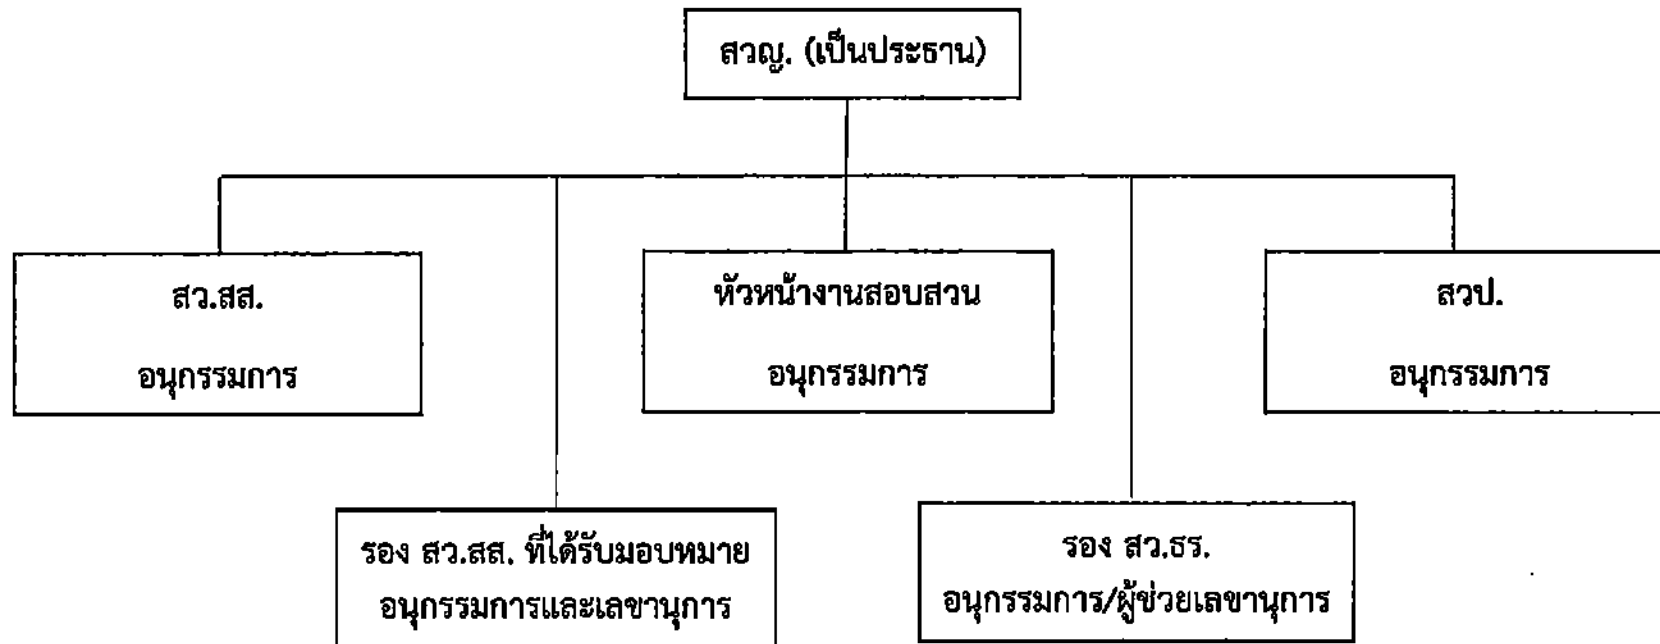 สวญ. (เป็นประธาน)
สว.สส.
อนุกรรมการ
หัวหน้างานสอบสวน
อนุกรรมการ
สวป.
อนุกรรมการ
รอง สว.สส. ที่ได้รับมอบหมาย
อนุกรรมการและเลขานุการ
รอง สว.ธร.
อนุกรรมการ/ผู้ช่วยเลขานุการ